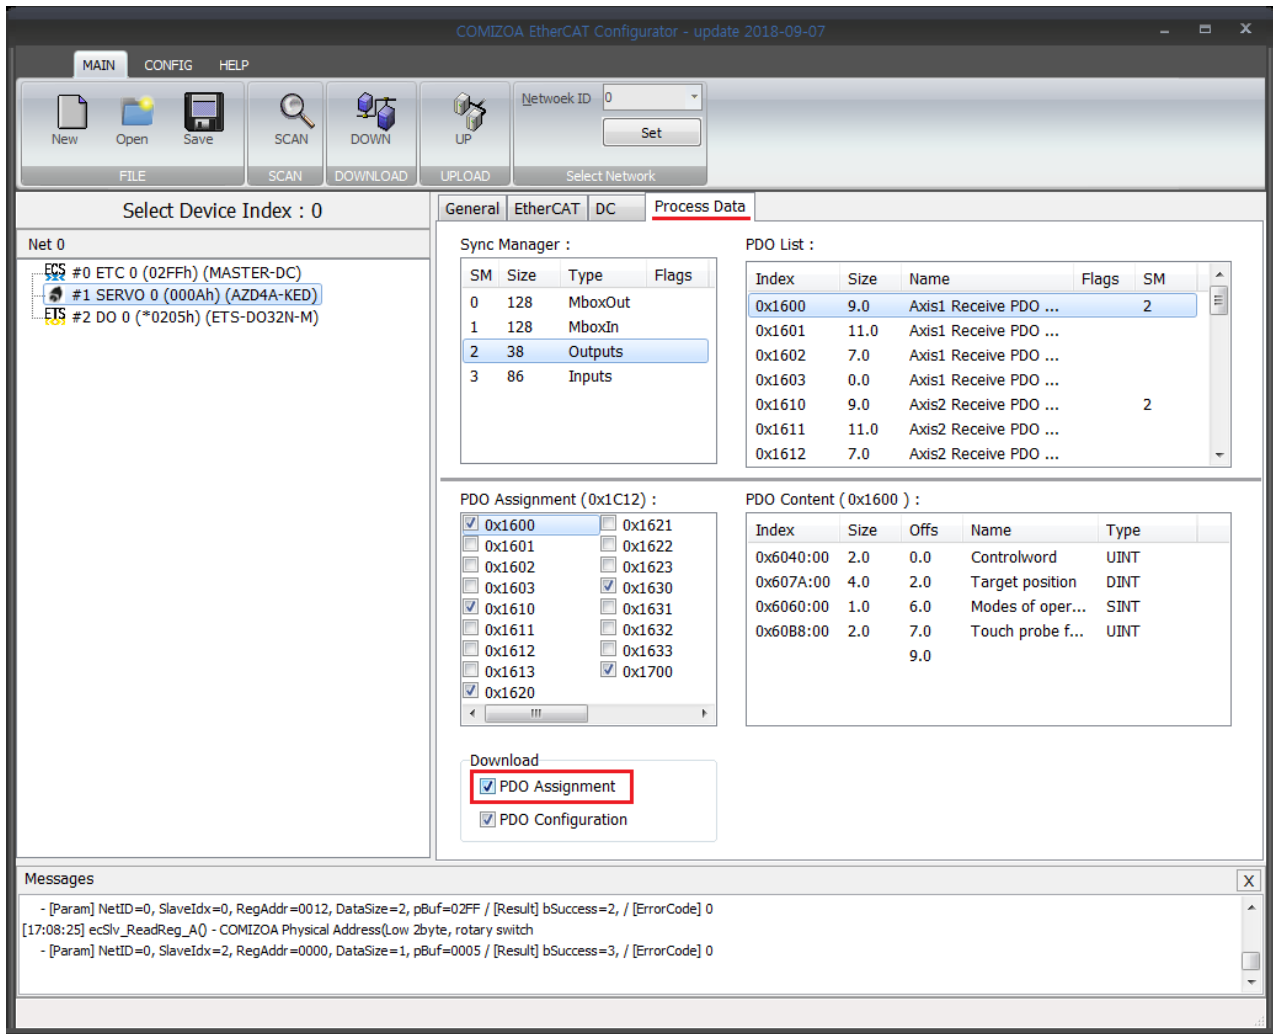 COMIZOA EtherCAT Configurator - update 2018-09-07
MAIN CONFIG HELP
Netwoek ID 0
Set
New Open Save SCAN DOWN UP
FILE SCAN DOWNLOAD UPLOAD Select Network
Select Device Index : 0
Net 0
ECS #0 ETC 0 (02FFh) (MASTER-DC)
#1 SERVO 0 (000Ah) (AZD4A-KED)
ETS #2 DO 0 (*0205h) (ETS-DO32N-M)
General EtherCAT DC Process Data
Sync Manager :
SM Size Type Flags
0 128 MboxOut
1 128 MboxIn
2 38 Outputs
3 86 Inputs
PDO List :
Index Size Name Flags SM
0x1600 9.0 Axis1 Receive PDO ... 2
0x1601 11.0 Axis1 Receive PDO ...
0x1602 7.0 Axis1 Receive PDO ...
0x1603 0.0 Axis1 Receive PDO ...
0x1610 9.0 Axis2 Receive PDO ... 2
0x1611 11.0 Axis2 Receive PDO ...
0x1612 7.0 Axis2 Receive PDO ...
PDO Assignment (0x1C12) :
0x1600 0x1621
0x1601 0x1622
0x1602 0x1623
0x1603 0x1630
0x1610 0x1631
0x1611 0x1632
0x1612 0x1633
0x1613 0x1700
0x1620
PDO Content (0x1600 ) :
Index Size Offs Name Type
0x6040:00 2.0 0.0 Controlword UINT
0x607A:00 4.0 2.0 Target position DINT
0x6060:00 1.0 6.0 Modes of oper... SINT
0x60B8:00 2.0 7.0 Touch probe f... UINT
9.0
Download
PDO Assignment
PDO Configuration
Messages X
- [Param] NetID=0, SlaveIdx=0, RegAddr=0012, DataSize=2, pBuf=02FF / [Result] bSuccess=2, / [ErrorCode] 0
[17:08:25] ecSlv_ReadReg_A() - COMIZOA Physical Address(Low 2byte, rotary switch
- [Param] NetID=0, SlaveIdx=2, RegAddr=0000, DataSize=1, pBuf=0005 / [Result] bSuccess=3, / [ErrorCode] 0